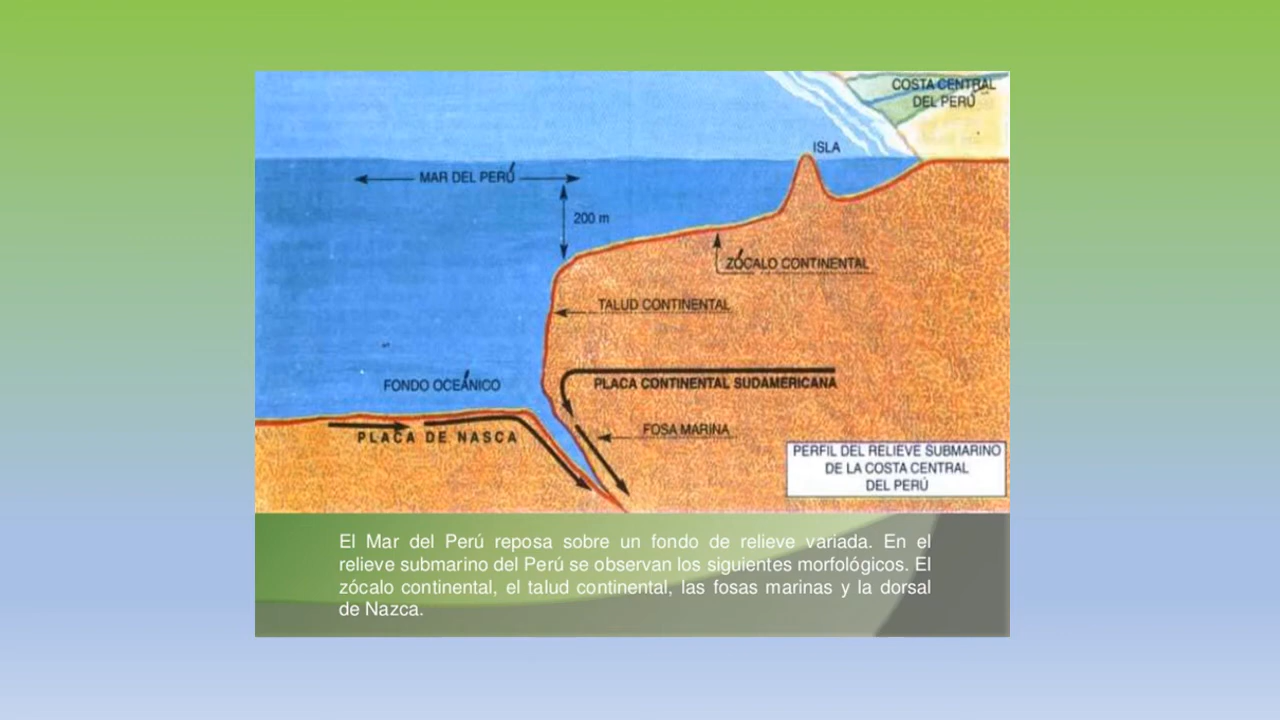 COSTA CENTRAL
DEL PERÚ
ISLA
MAR DEL PERÚ
200 m
ZÓCALO CONTINENTAL
TALUD CONTINENTAL
FONDO OCEÁNICO
PLACA CONTINENTAL SUDAMERICANA
FOSA MARINA
PLACA DE NASCA
PERFIL DEL RELIEVE SUBMARINO
DE LA COSTA CENTRAL
DEL PERÚ
El Mar del Perú reposa sobre un fondo de relieve variada. En el
relieve submarino del Perú se observan los siguientes morfológicos. El
zócalo continental, el talud continental, las fosas marinas y la dorsal
de Nazca.